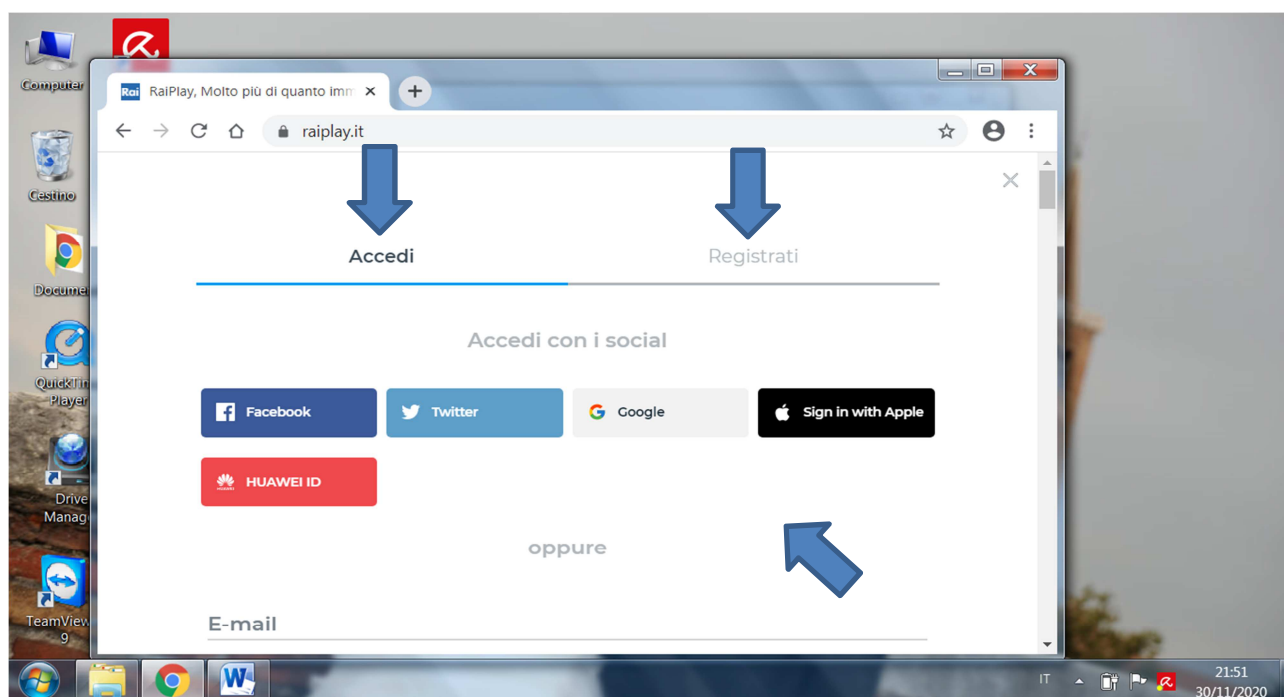 Computer
RaiPlay, Molto più di quanto imm
raiplay.it
Cestino
Accedi
Registrati
Docume
Accedi con i social
QuickTim
Player
Facebook
Twitter
Google
Sign in with Apple
HUAWEI ID
Drive
Manag
oppure
TeamView
9
E-mail
IT
21:51
30/11/2020